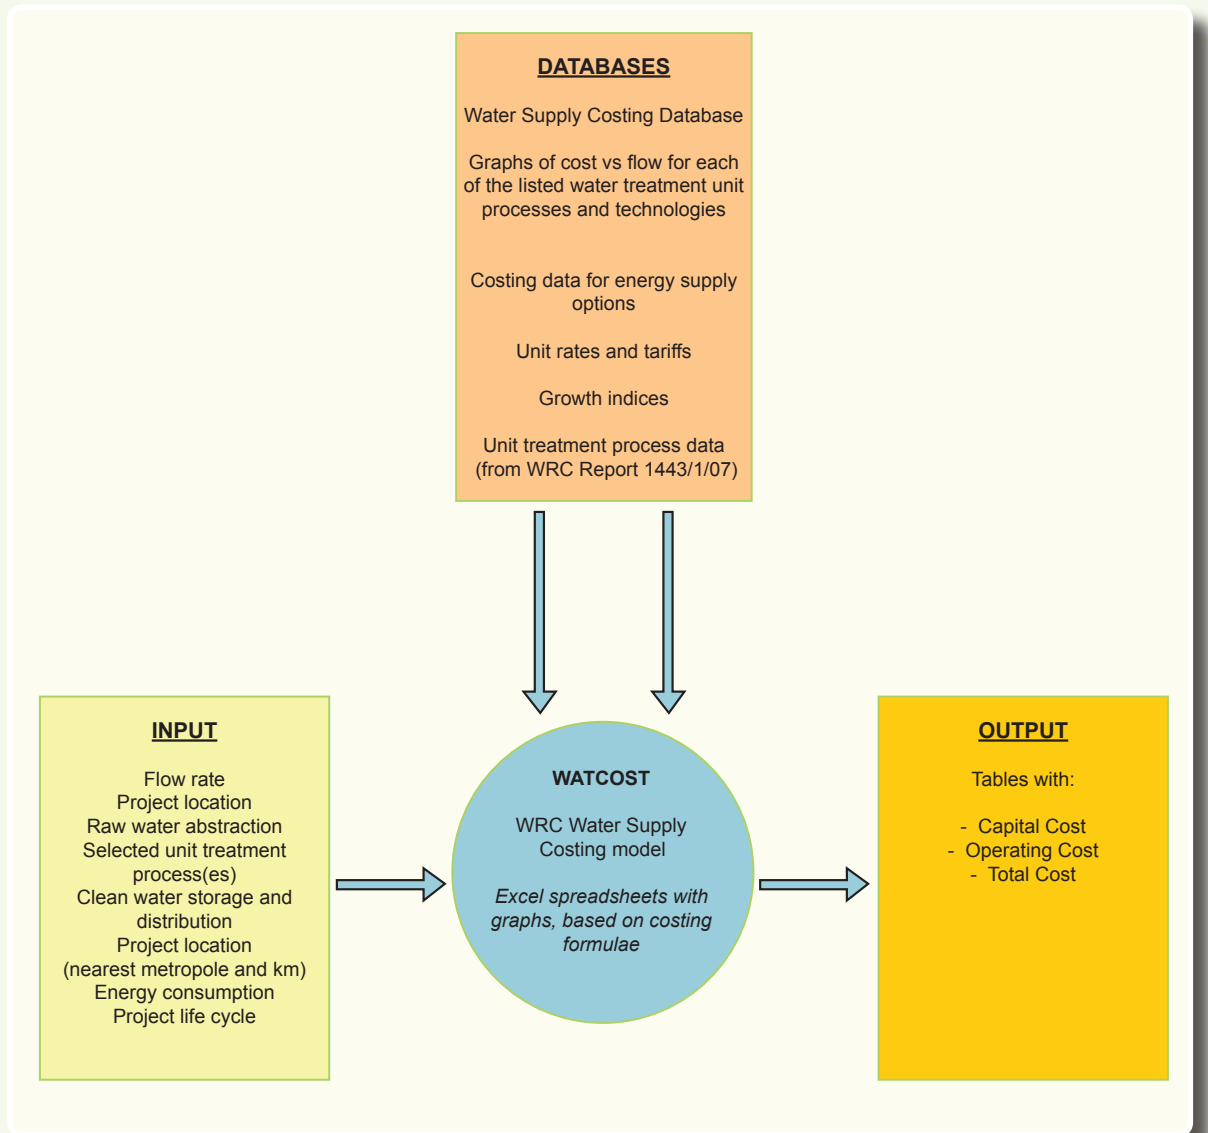 DATABASES
Water Supply Costing Database
Graphs of cost vs flow for each
of the listed water treatment unit
processes and technologies
Costing data for energy supply
options
Unit rates and tariffs
Growth indices
Unit treatment process data
(from WRC Report 1443/1/07)
INPUT
Flow rate
Project location
Raw water abstraction
Selected unit treatment
process(es)
Clean water storage and
distribution
Project location
(nearest metropole and km)
Energy consumption
Project life cycle
WATCOST
WRC Water Supply
Costing model
Excel spreadsheets with
graphs, based on costing
formulae
OUTPUT
Tables with:
- Capital Cost
- Operating Cost
- Total Cost